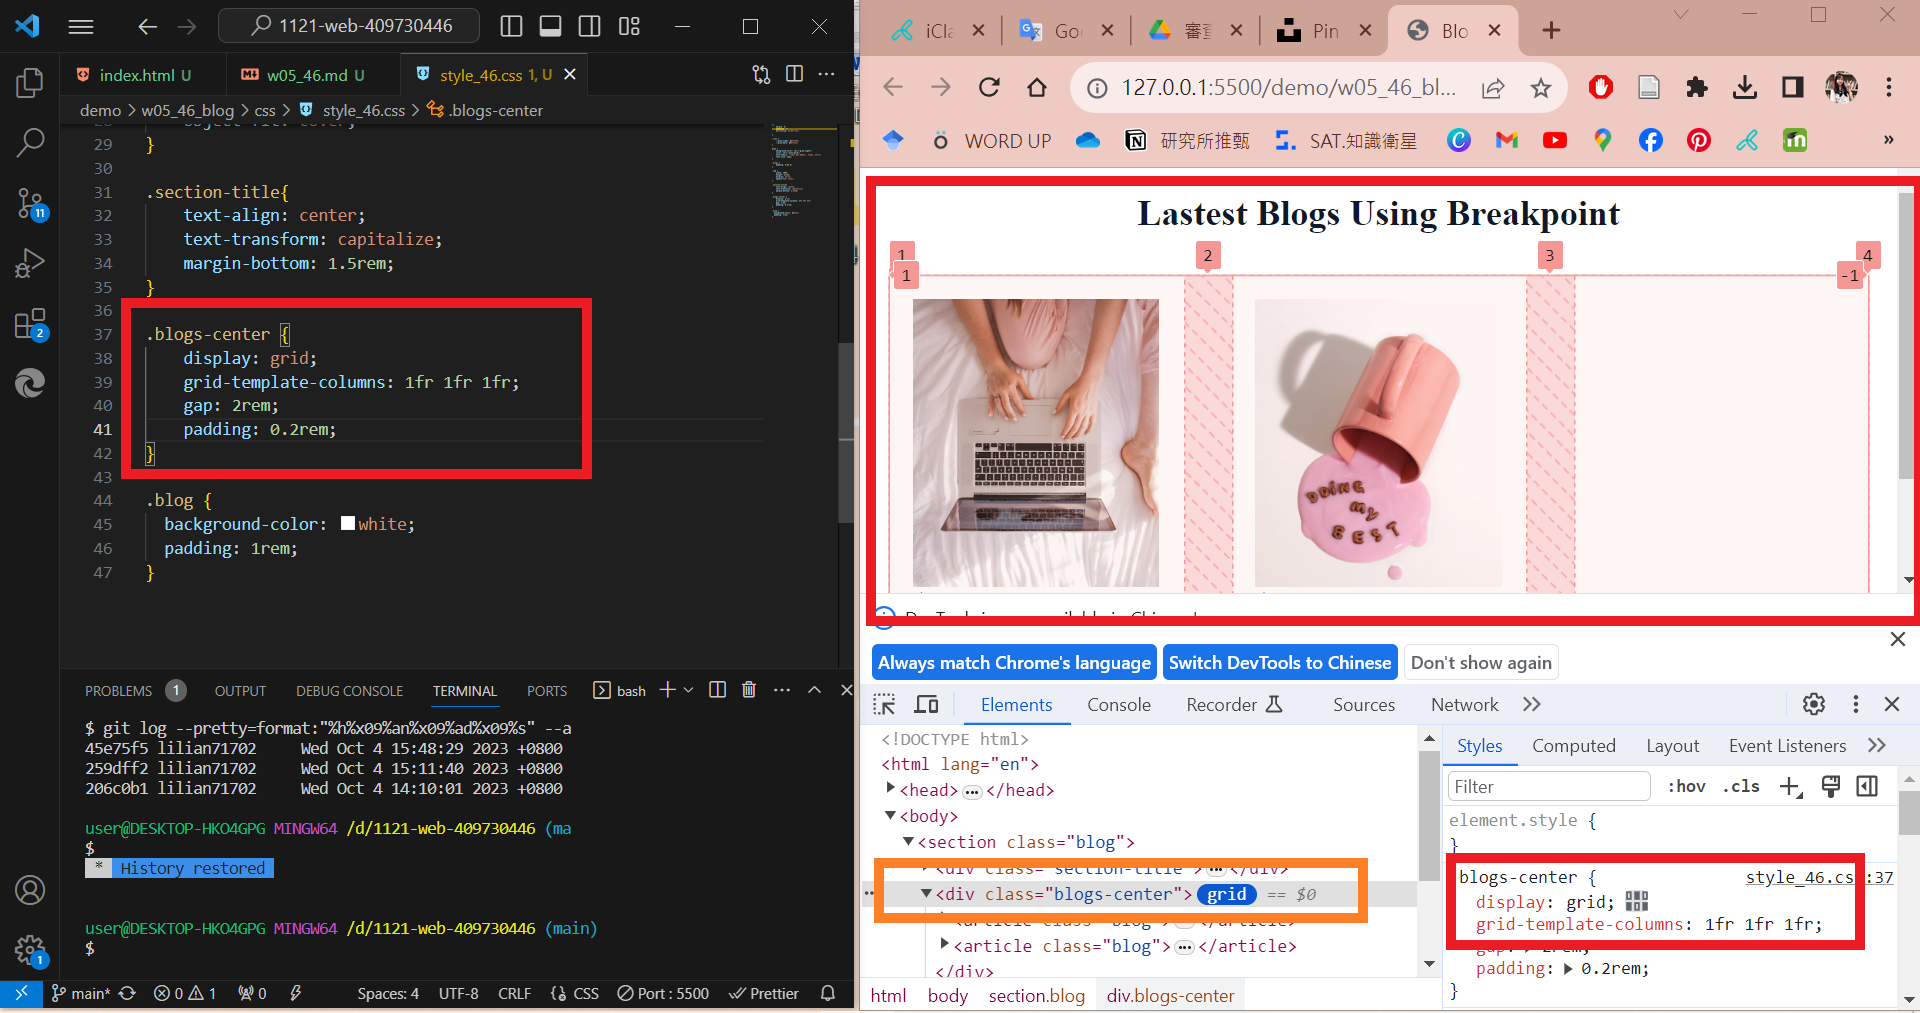 1121-web-409730446
index.html U
w05_46.md U
style_46.css 1, U
demo > w05_46_blog > css > style_46.css > .blogs-center
29 }
30
31 .section-title{
32 text-align: center;
33 text-transform: capitalize;
34 margin-bottom: 1.5rem;
35 }
36
37 .blogs-center {
38 display: grid;
39 grid-template-columns: 1fr 1fr 1fr;
40 gap: 2rem;
41 padding: 0.2rem;
42 }
43
44 .blog {
45 background-color: white;
46 padding: 1rem;
47 }
11
2
1
PROBLEMS 1 OUTPUT DEBUG CONSOLE TERMINAL PORTS bash
$ git log --pretty=format:"%h%x09%an%x09%ad%x09%s" --a
45e75f5 lilian71702 Wed Oct 4 15:48:29 2023 +0800
259dff2 lilian71702 Wed Oct 4 15:11:40 2023 +0800
206c0b1 lilian71702 Wed Oct 4 14:10:01 2023 +0800
user@DESKTOP-HKO4GPG MINGW64 /d/1121-web-409730446 (ma
$
* History restored
user@DESKTOP-HKO4GPG MINGW64 /d/1121-web-409730446 (main)
$
main* 0 1 0 Spaces: 4 UTF-8 CRLF CSS Port : 5500 Prettier
iCla
Goo
審查
Pin
Blo
127.0.0.1:5500/demo/w05_46_bl...
WORD UP
研究所推甄
SAT.知識衛星
»
Lastest Blogs Using Breakpoint
1 2 3 4
1 -1
DOING
MY
BEST
Always match Chrome's language
Switch DevTools to Chinese
Don't show again
Elements Console Recorder Sources Network
<!DOCTYPE html>
<html lang="en">
<head> ... </head>
<body>
<section class="blog">
<div class="section-title"> ... </div>
<div class="blogs-center"> grid == $0
<article class="blog"> ... </article>
<article class="blog"> ... </article>
</div>
html body section.blog div.blogs-center
Styles Computed Layout Event Listeners
Filter :hov .cls
element.style {
}
blogs-center { style_46.cs :37
display: grid;
grid-template-columns: 1fr 1fr 1fr;
gap: 2rem;
padding: 0.2rem;
}